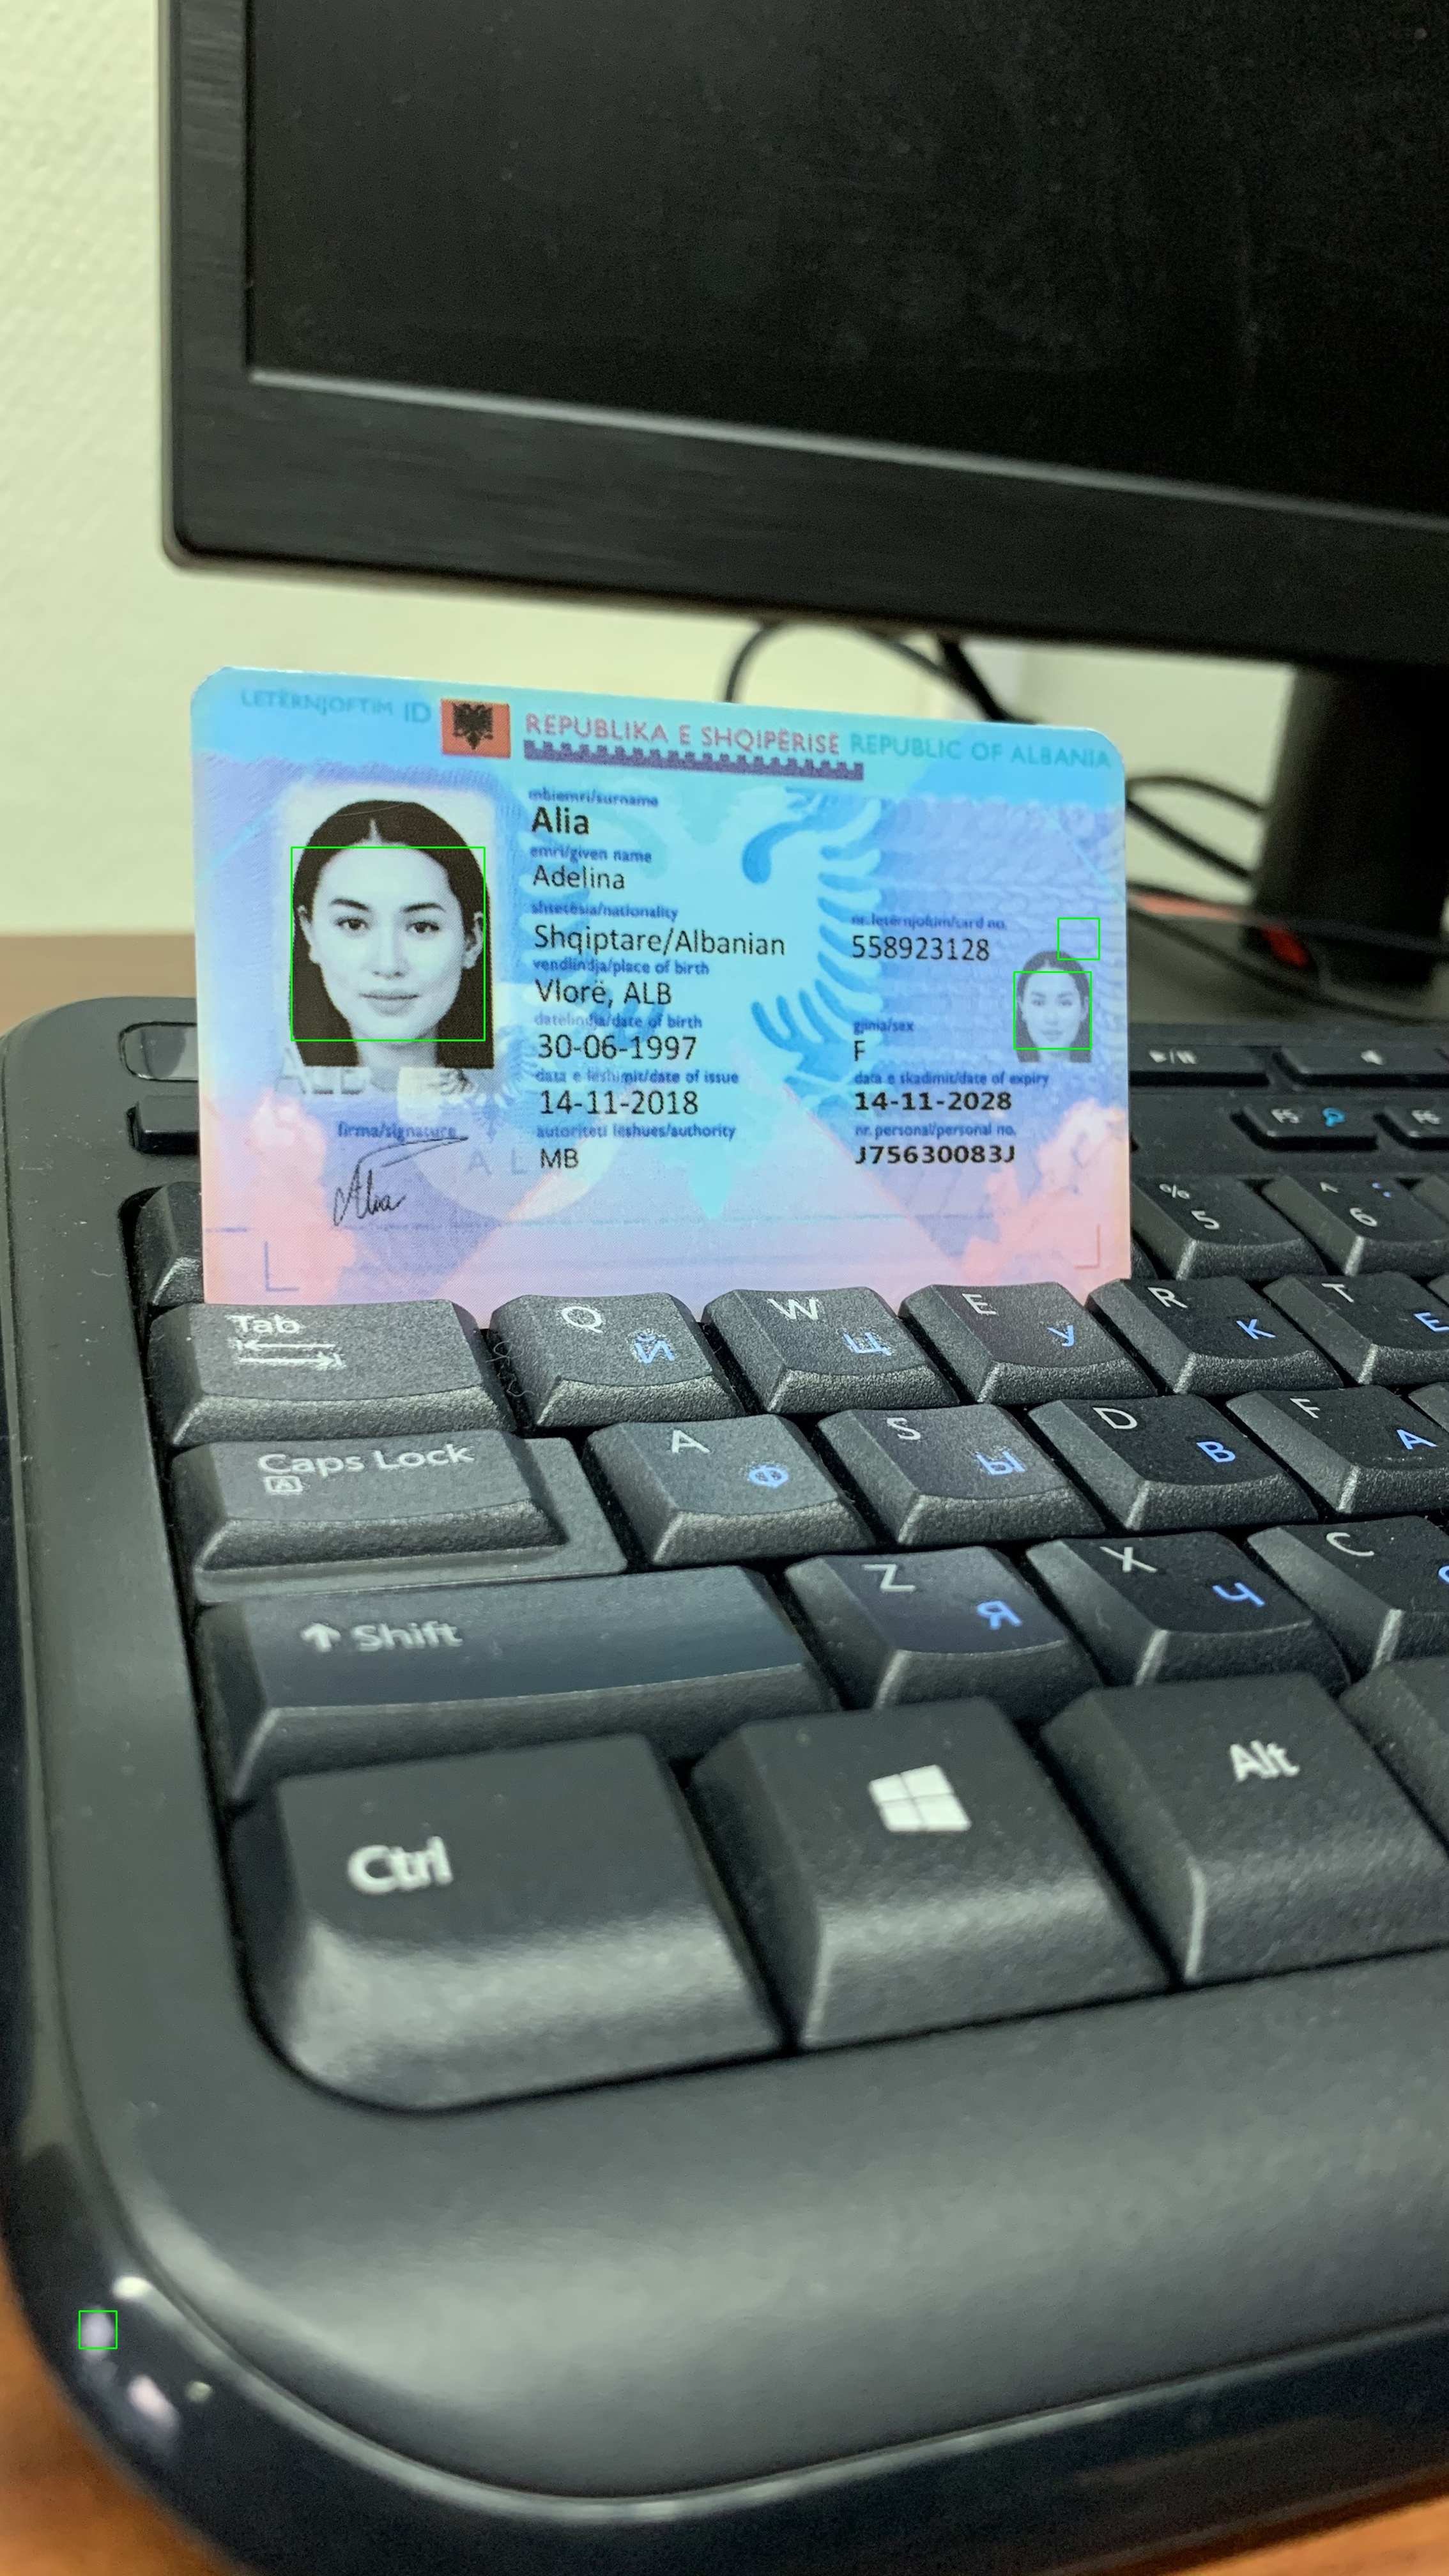 LETËRNJOFTIM ID REPUBLIKA E SHQIPËRISË REPUBLIC OF ALBANIA
mbiemri/surname
Alia
emri/given name
Adelina
shtetësia/nationality
Shqiptare/Albanian
nr. letërnjoftim/card no.
558923128
vendlindja/place of birth
Vlorë, ALB
datelindja/date of birth
30-06-1997
gjinia/sex
F
data e lëshimit/date of issue
14-11-2018
data e skadimit/date of expiry
14-11-2028
firma/signature
Alia
autoriteti lëshues/authority
MB
nr. personal/personal no.
J75630083J
A L
F5 F6
% 5 ^ 6
Tab Q Й W Ц E У R К T Е
Caps Lock A
A Ф S Ы D В F А
Shift Z Я X Ч C
Ctrl Alt